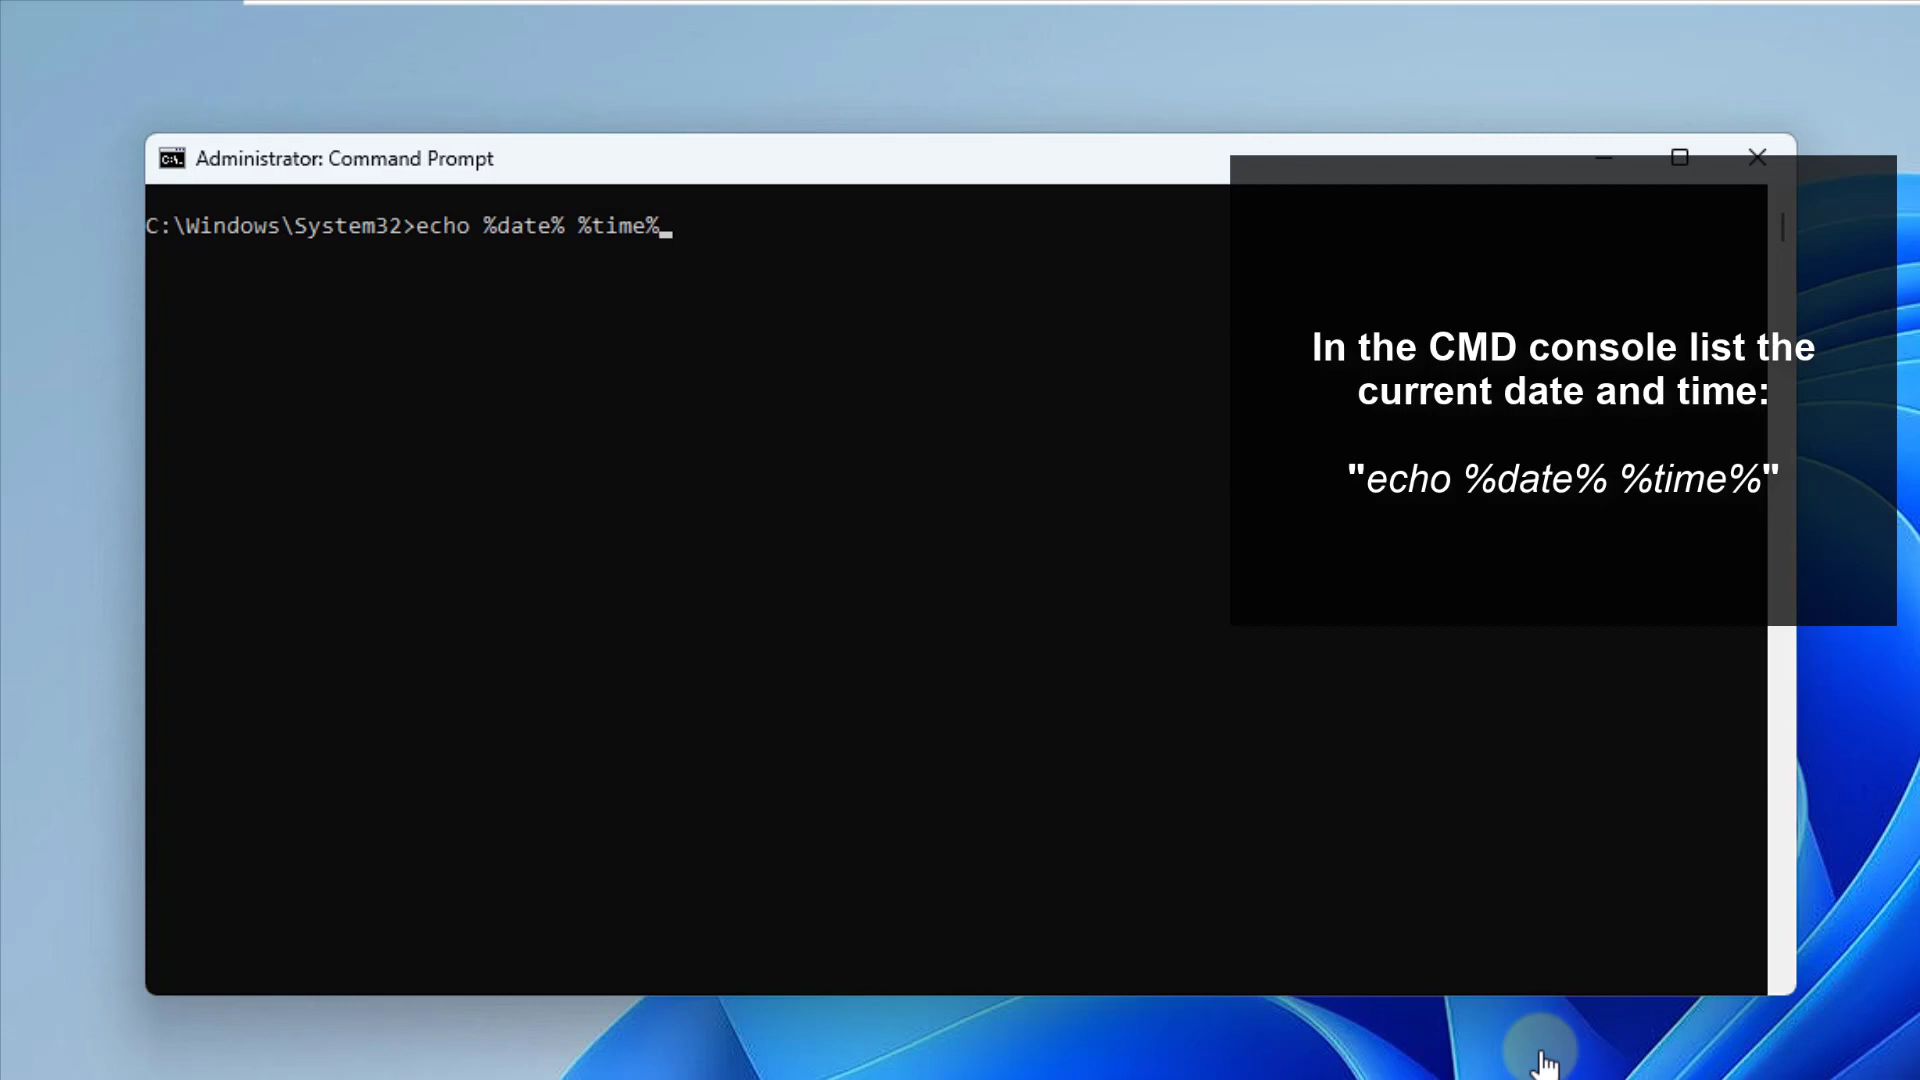 Administrator: Command Prompt
C:\Windows\System32>echo %date% %time%
In the CMD console list the
current date and time:
"echo %date% %time%"